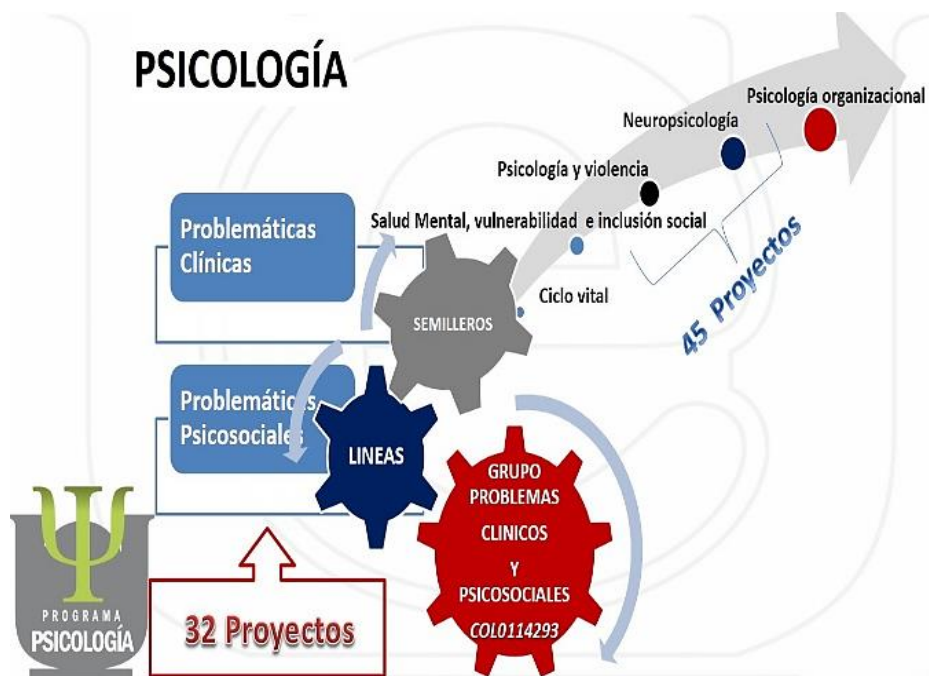 PSICOLOGÍA
Psicología organizacional
Neuropsicología
Psicología y violencia
Salud Mental, vulnerabilidad e inclusión social
Ciclo vital
45 Proyectos
Problemáticas
Clínicas
SEMILLEROS
Problemáticas
Psicosociales
LINEAS
GRUPO
PROBLEMAS
CLINICOS
Y
PSICOSOCIALES
COL0114293
32 Proyectos
PROGRAMA
PSICOLOGÍA